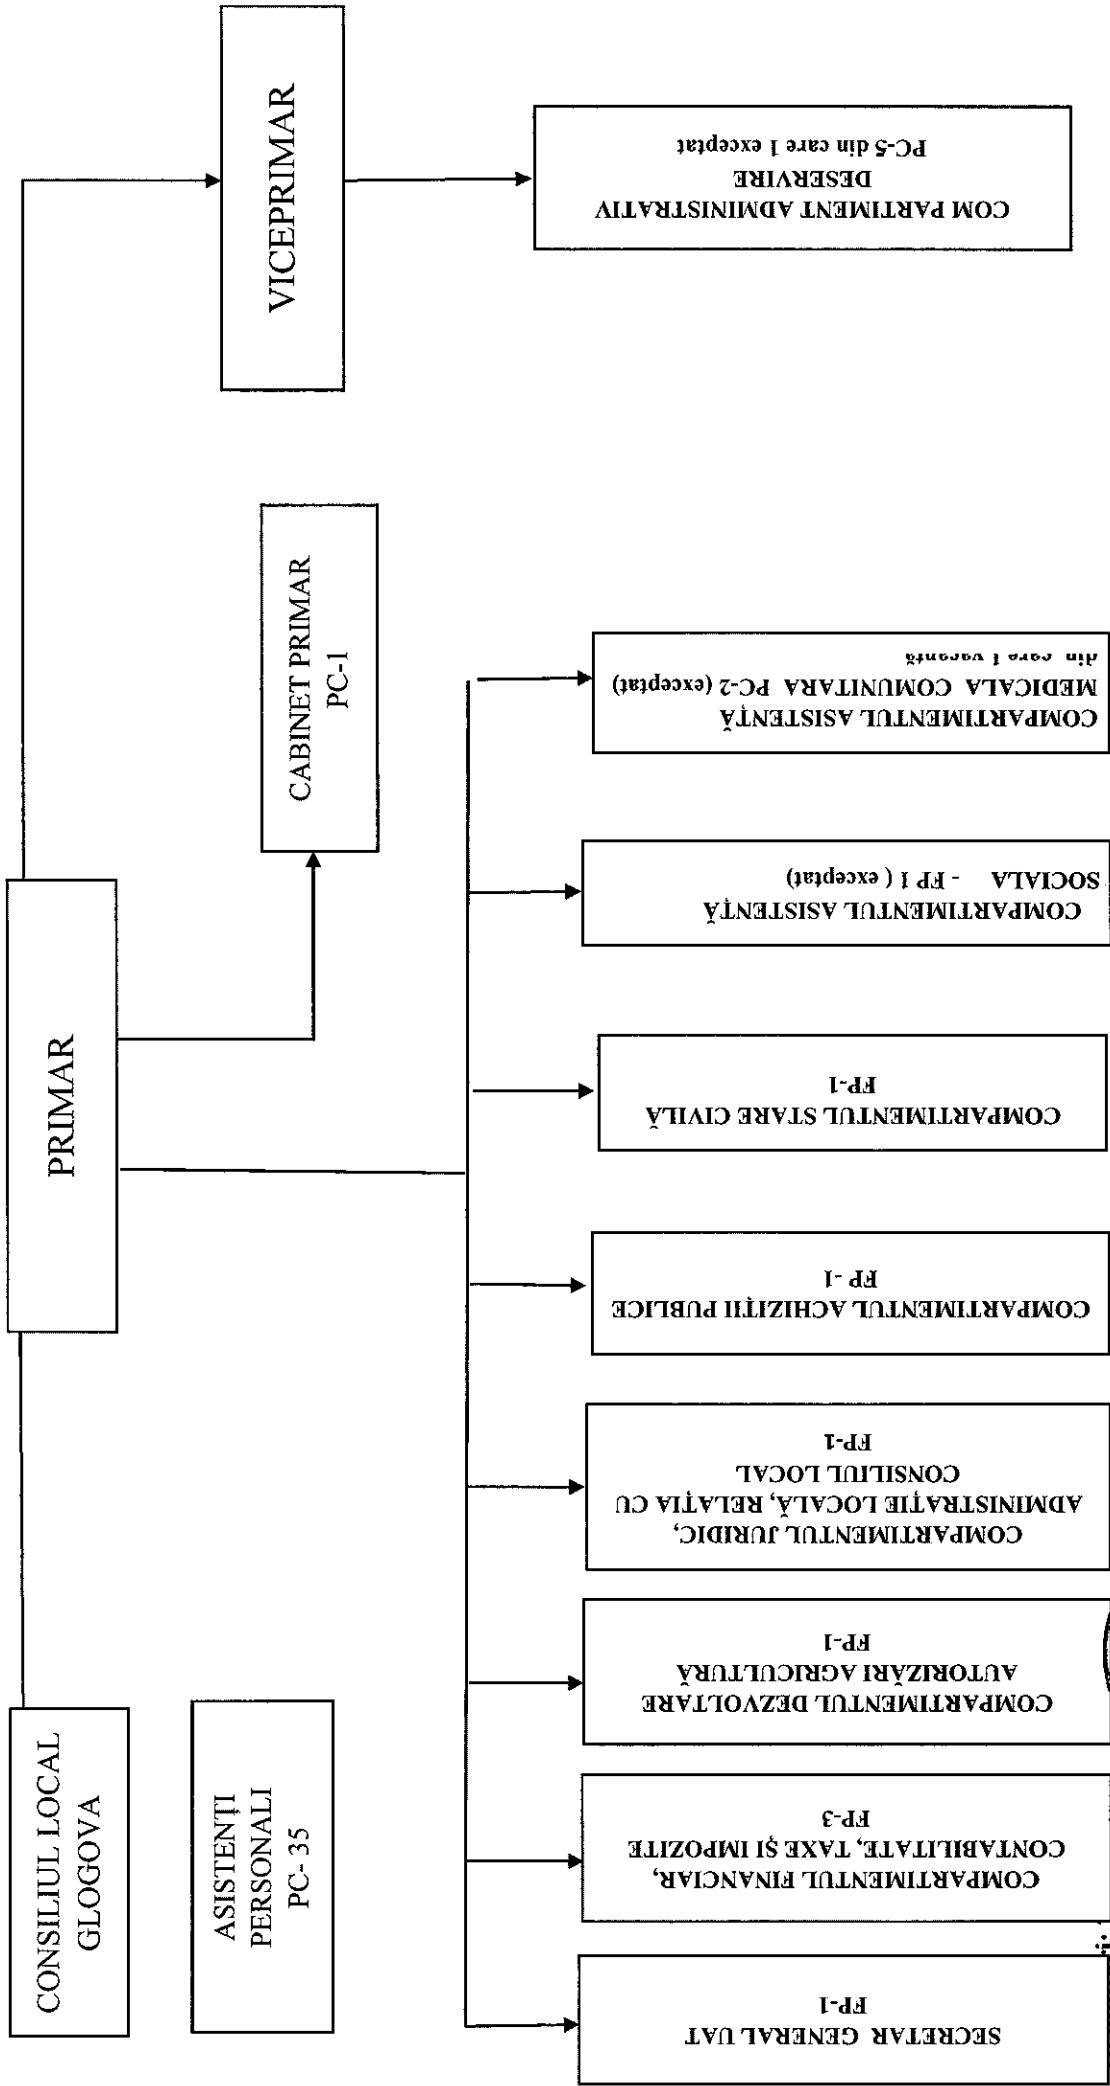 CONSILIUL LOCAL
GLOGOVA
PRIMAR
VICEPRIMAR
ASISTENȚI
PERSONALI
PC- 35
CABINET PRIMAR
PC-1
SECRETAR GENERAL UAT
FP-1
COMPARTIMENTUL FINANCIAR,
CONTABILITATE, TAXE ȘI IMPOZITE
FP-3
COMPARTIMENTUL DEZVOLTARE
AUTORIZĂRI AGRICULTURĂ
FP-1
COMPARTIMENTUL JURIDIC,
ADMINISTRAȚIE LOCALĂ, RELAȚIA CU
CONSILIUL LOCAL
FP-1
COMPARTIMENTUL ACHIZIȚII PUBLICE
FP -1
COMPARTIMENTUL STARE CIVILĂ
FP-1
COMPARTIMENTUL ASISTENȚĂ
SOCIALA - FP 1 ( exceptat)
COMPARTIMENTUL ASISTENȚĂ
MEDICALA COMUNITARA PC-2 (exceptat)
din care 1 vacantă
COM PARTIMENT ADMINISTRATIV
DESERVIRE
PC-5 din care 1 exceptat